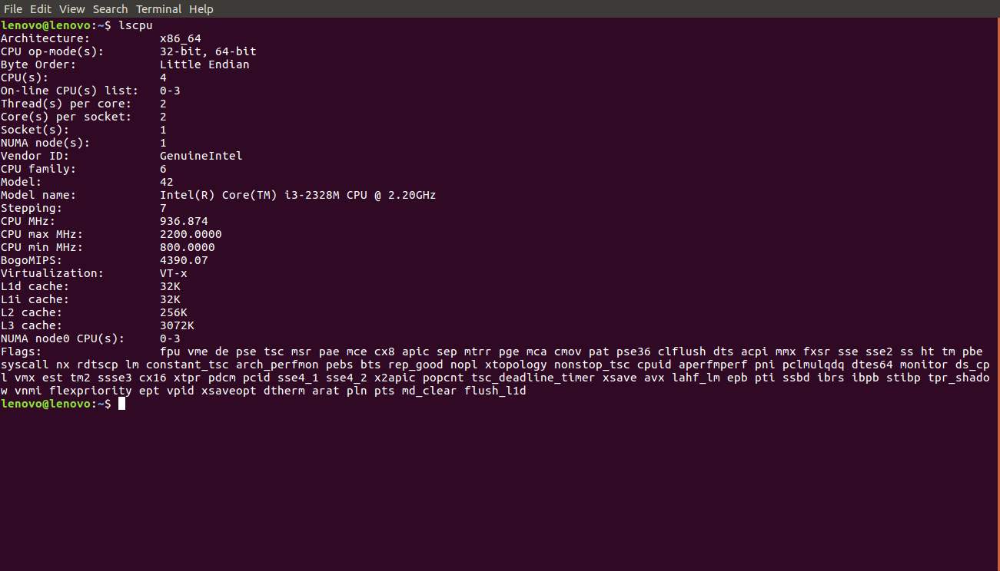 File Edit View Search Terminal Help
lenovo@lenovo:~$ lscpu
Architecture:          x86_64
CPU op-mode(s):        32-bit, 64-bit
Byte Order:            Little Endian
CPU(s):                4
On-line CPU(s) list:   0-3
Thread(s) per core:    2
Core(s) per socket:    2
Socket(s):             1
NUMA node(s):          1
Vendor ID:             GenuineIntel
CPU family:            6
Model:                 42
Model name:            Intel(R) Core(TM) i3-2328M CPU @ 2.20GHz
Stepping:              7
CPU MHz:               936.874
CPU max MHz:           2200.0000
CPU min MHz:           800.0000
BogoMIPS:              4390.07
Virtualization:        VT-x
L1d cache:             32K
L1i cache:             32K
L2 cache:              256K
L3 cache:              3072K
NUMA node0 CPU(s):     0-3
Flags:                 fpu vme de pse tsc msr pae mce cx8 apic sep mtrr pge mca cmov pat pse36 clflush dts acpi mmx fxsr sse sse2 ss ht tm pbe
syscall nx rdtscp lm constant_tsc arch_perfmon pebs bts rep_good nopl xtopology nonstop_tsc cpuid aperfmperf pni pclmulqdq dtes64 monitor ds_cp
l vmx est tm2 ssse3 cx16 xtpr pdcm pcid sse4_1 sse4_2 x2apic popcnt tsc_deadline_timer xsave avx lahf_lm epb pti ssbd ibrs ibpb stibp tpr_shado
w vnmi flexpriority ept vpid xsaveopt dtherm arat pln pts md_clear flush_l1d
lenovo@lenovo:~$